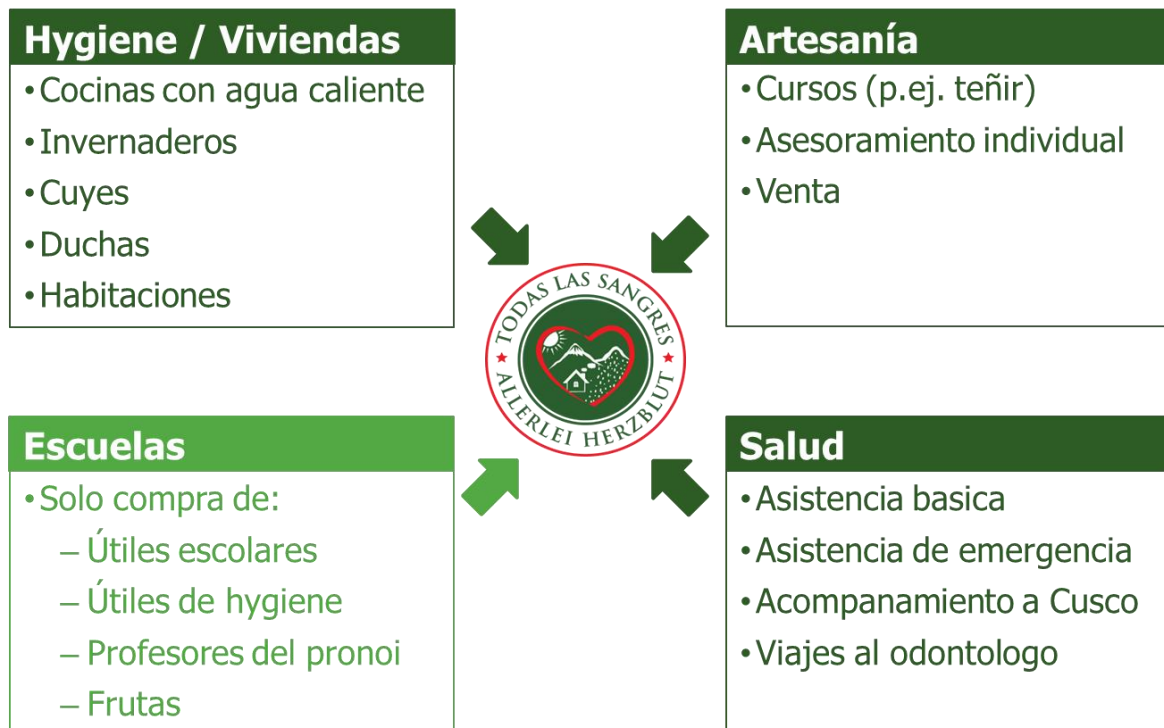 Hygiene / Viviendas
•Cocinas con agua caliente
•Invernaderos
•Cuyes
•Duchas
•Habitaciones
Artesanía
•Cursos (p.ej. teñir)
•Asesoramiento individual
•Venta
TODAS LAS SANGRES
ALLERLEI HERZBLUT
Escuelas
•Solo compra de:
– Útiles escolares
– Útiles de hygiene
– Profesores del pronoi
– Frutas
Salud
•Asistencia basica
•Asistencia de emergencia
•Acompanamiento a Cusco
•Viajes al odontologo